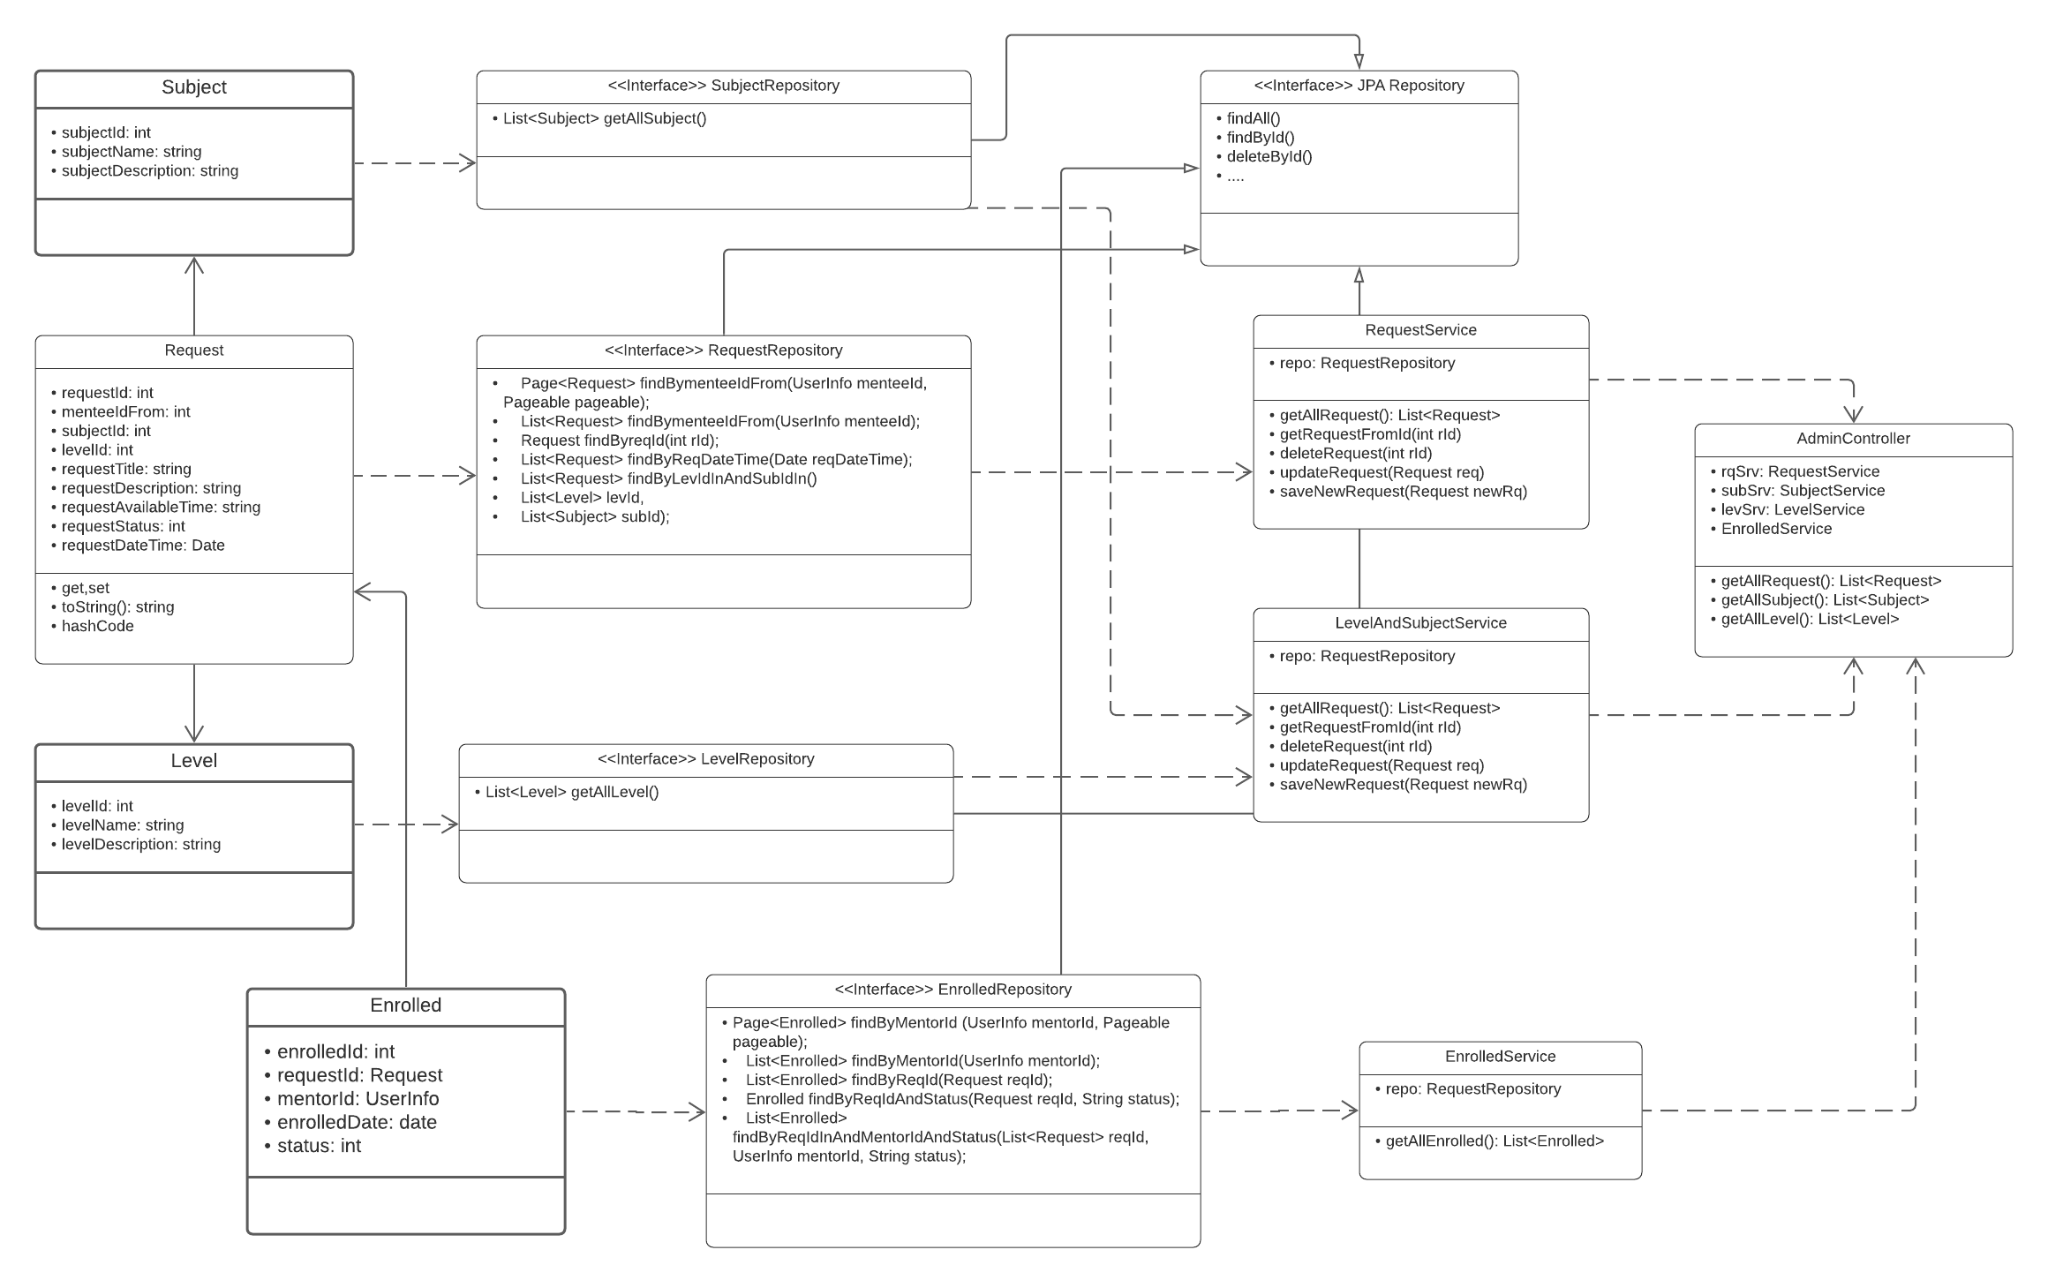 Subject
• subjectId: int
• subjectName: string
• subjectDescription: string
<<Interface>> SubjectRepository
• List<Subject> getAllSubject()
<<Interface>> JPA Repository
• findAll()
• findById()
• deleteById()
• ....
Request
• requestId: int
• menteeIdFrom: int
• subjectId: int
• levelId: int
• requestTitle: string
• requestDescription: string
• requestAvailableTime: string
• requestStatus: int
• requestDateTime: Date
• get,set
• toString(): string
• hashCode
<<Interface>> RequestRepository
• Page<Request> findBymenteeIdFrom(UserInfo menteeId,
Pageable pageable);
• List<Request> findBymenteeIdFrom(UserInfo menteeId);
• Request findByreqId(int rId);
• List<Request> findByReqDateTime(Date reqDateTime);
• List<Request> findByLevIdInAndSubIdIn()
• List<Level> levId,
• List<Subject> subId);
RequestService
• repo: RequestRepository
• getAllRequest(): List<Request>
• getRequestFromId(int rId)
• deleteRequest(int rId)
• updateRequest(Request req)
• saveNewRequest(Request newRq)
AdminController
• rqSrv: RequestService
• subSrv: SubjectService
• levSrv: LevelService
• EnrolledService
• getAllRequest(): List<Request>
• getAllSubject(): List<Subject>
• getAllLevel(): List<Level>
LevelAndSubjectService
• repo: RequestRepository
• getAllRequest(): List<Request>
• getRequestFromId(int rId)
• deleteRequest(int rId)
• updateRequest(Request req)
• saveNewRequest(Request newRq)
Level
• levelId: int
• levelName: string
• levelDescription: string
<<Interface>> LevelRepository
• List<Level> getAllLevel()
Enrolled
• enrolledId: int
• requestId: Request
• mentorId: UserInfo
• enrolledDate: date
• status: int
<<Interface>> EnrolledRepository
• Page<Enrolled> findByMentorId (UserInfo mentorId, Pageable
pageable);
• List<Enrolled> findByMentorId(UserInfo mentorId);
• List<Enrolled> findByReqId(Request reqId);
• Enrolled findByReqIdAndStatus(Request reqId, String status);
• List<Enrolled>
findByReqIdInAndMentorIdAndStatus(List<Request> reqId,
UserInfo mentorId, String status);
EnrolledService
• repo: RequestRepository
• getAllEnrolled(): List<Enrolled>